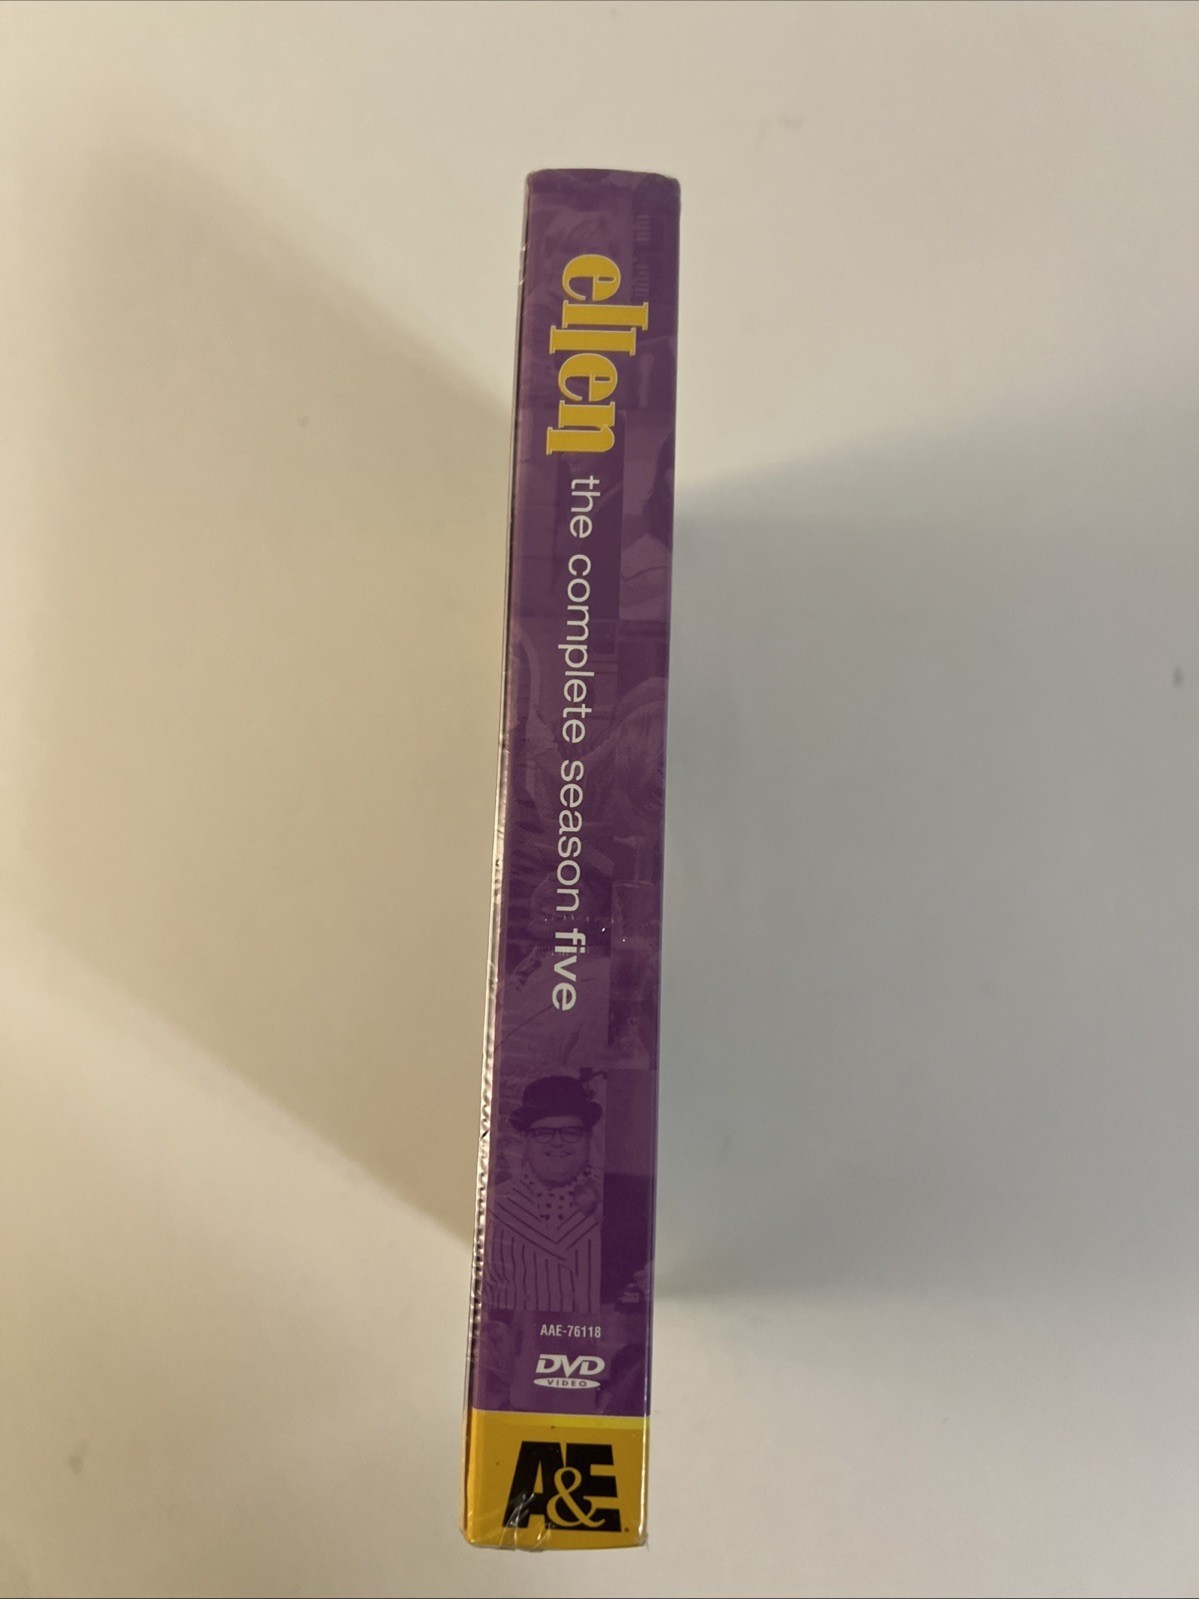 ellen the complete season five
AAE-76118
DVD
VIDEO
A&E